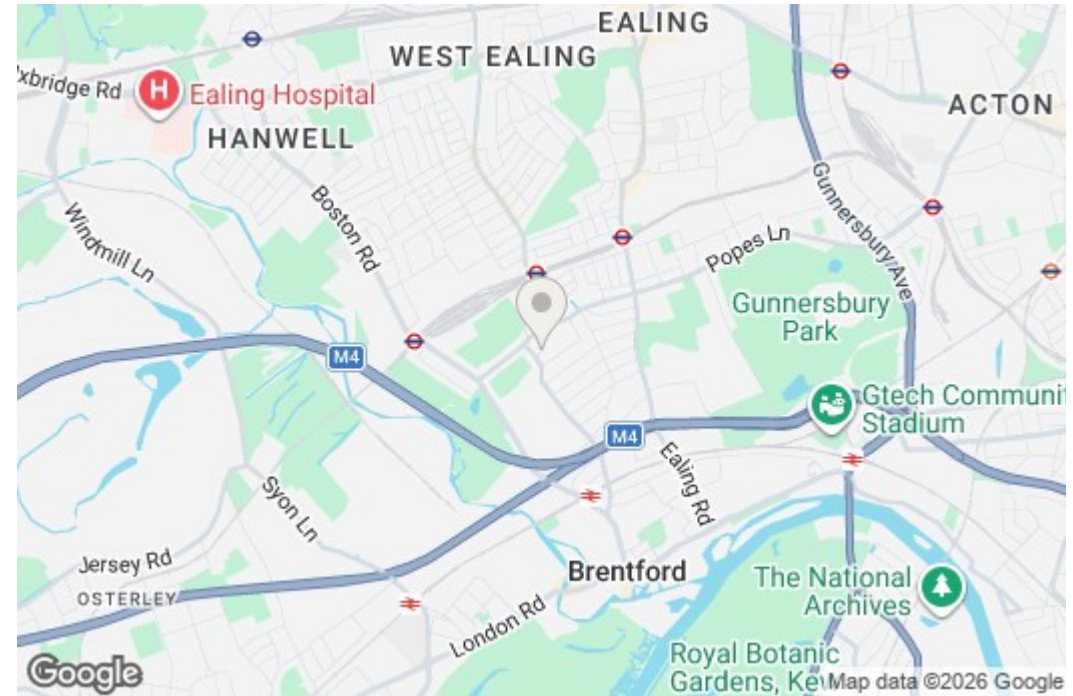 EALING
WEST EALING
Uxbridge Rd
H
Ealing Hospital
ACTON
HANWELL
Boston Rd
Gunnersbury Ave
Windmill Ln
Popes Ln
Gunnersbury
Park
M4
Gtech Communit
Stadium
M4
Ealing Rd
Syon Ln
Jersey Rd
Brentford
The National
Archives
OSTERLEY
London Rd
Royal Botanic
Gardens, Kew
Google
Map data ©2026 Google